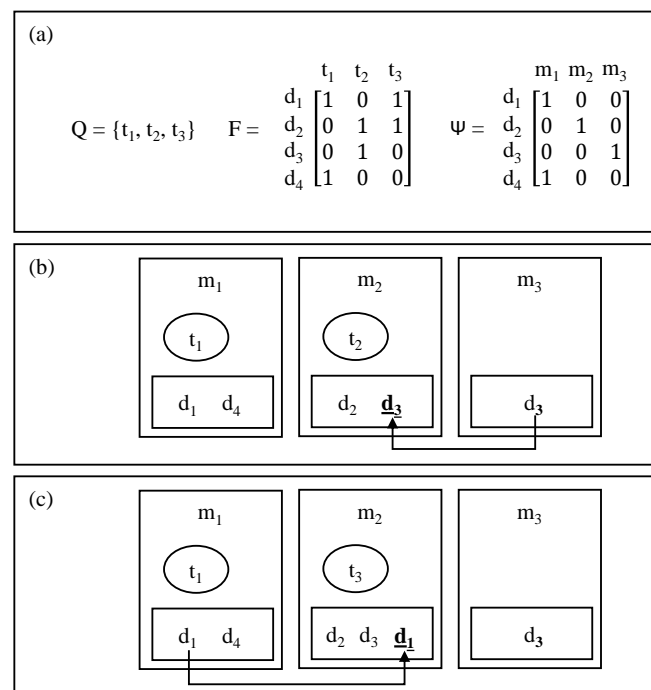 (a)
t₁ t₂ t₃ m₁ m₂ m₃
d₁ 1 0 1 d₁ 1 0 0
Q = {t₁, t₂, t₃} F = d₂ 0 1 1 Ψ = d₂ 0 1 0
d₃ 0 1 0 d₃ 0 0 1
d₄ 1 0 0 d₄ 1 0 0
(b)
m₁ m₂ m₃
t₁ t₂
d₁ d₄ d₂ d₃ d₃
(c)
m₁ m₂ m₃
t₁ t₃
d₁ d₄ d₂ d₃ d₁ d₃